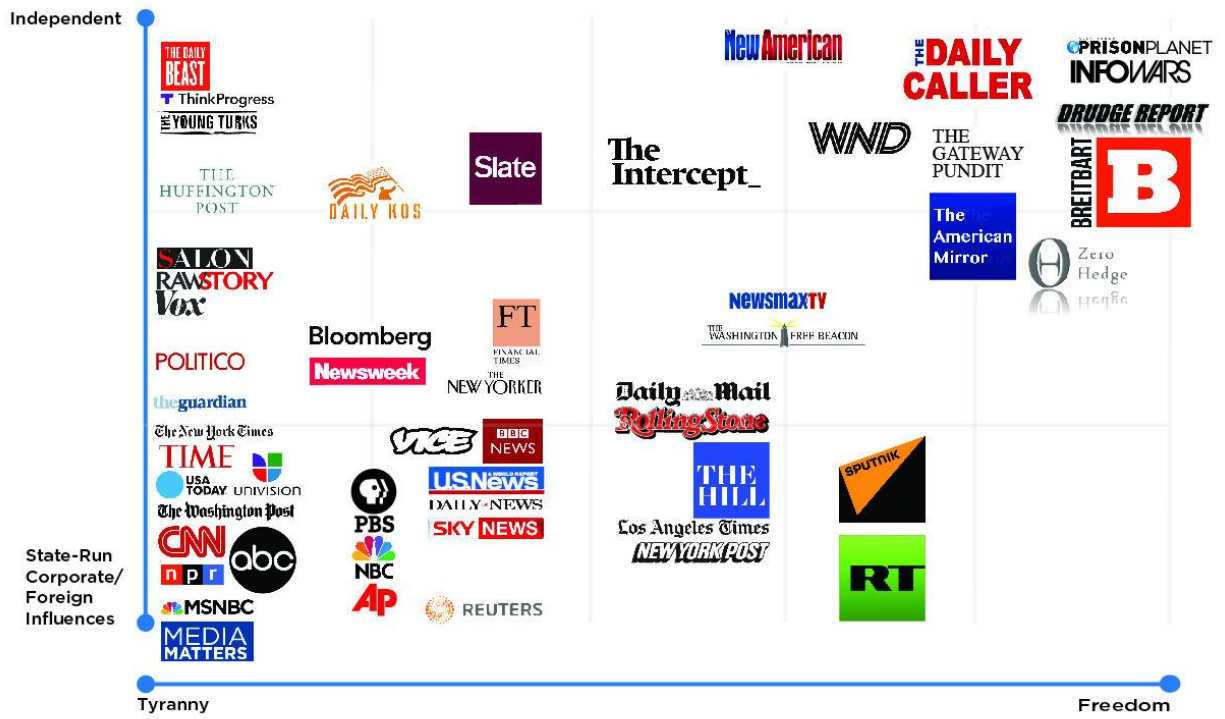 Independent
THE DAILY
BEAST
ThinkProgress
THE YOUNG TURKS
THE
HUFFINGTON
POST
DAILY KOS
Slate
The
Intercept_
New American
THE DAILY
CALLER
PRISONPLANET
INFOWARS
DRUDGE REPORT
WND
THE
GATEWAY
PUNDIT
BREITBART
B
The
American
Mirror
Zero
Hedge
SALON
RAWSTORY
Vox
POLITICO
theguardian
Bloomberg
Newsweek
FT
FINANCIAL
TIMES
THE
NEW YORKER
NEWSMAXTV
THE
WASHINGTON FREE BEACON
Daily Mail
RollingStone
The New York Times
TIME
USA
TODAY
UNIVISION
The Washington Post
CNN
abc
npr
MSNBC
MEDIA
MATTERS
VICE
BBC
NEWS
PBS
NBC
AP
U.S.News
& WORLD REPORT
DAILY NEWS
SKY NEWS
REUTERS
THE
HILL
Los Angeles Times
NEW YORK POST
SPUTNIK
RT
State-Run
Corporate/
Foreign
Influences
Tyranny
Freedom